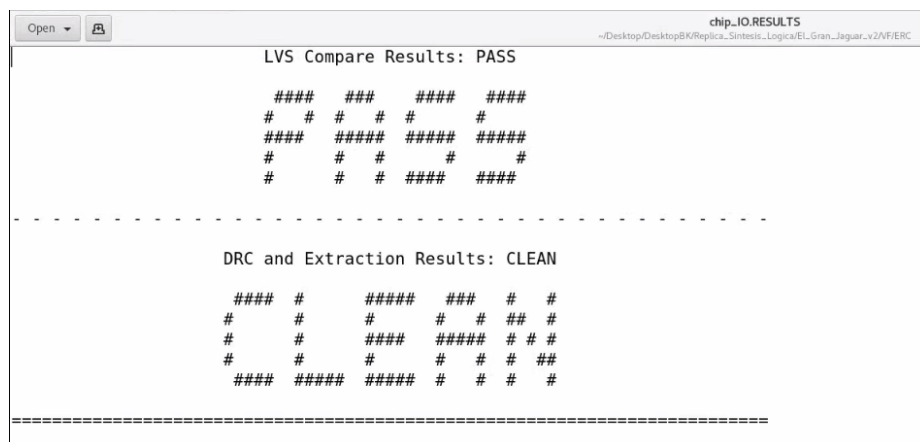 Open
chip_IO.RESULTS
~/Desktop/DesktopBK/Replica_Sintesis_Logica/El_Gran_Jaguar_v2/VF/ERC
LVS Compare Results: PASS
 ####   ###    ####   ####
#   #  #   #  #      #
####   #####  #####  #####
#      #   #      #      #
#      #   #  ####   ####
- - - - - - - - - - - - - - - - - - - - - - - - - - - - - - - - - - - - - -
DRC and Extraction Results: CLEAN
 ####  #      #####   ###   #   #
#      #      #      #   #  ##  #
#      #      ####   #####  # # #
#      #      #      #   #  #  ##
 ####  #####  #####  #   #  #   #
===========================================================================